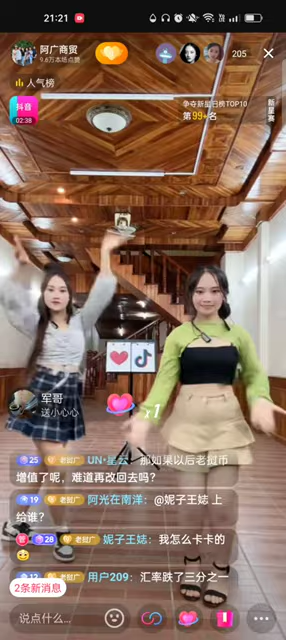 21:21
51
阿广商贸
9.6万本场点赞
205
人气榜
抖音
02:38
争夺新星日榜TOP10
第99+名
新星赛
军哥
送小心心
x1
25 老挝广 UN·星云：那如果以后老挝币
增值了呢，难道再改回去吗？
19 老挝广 阿光在南洋：@妮子王婊 上
给谁？
管 28 老挝广 妮子王婊：我怎么卡卡的
12 老挝广 用户209：汇率跌了三分之一
2条新消息
说点什么...